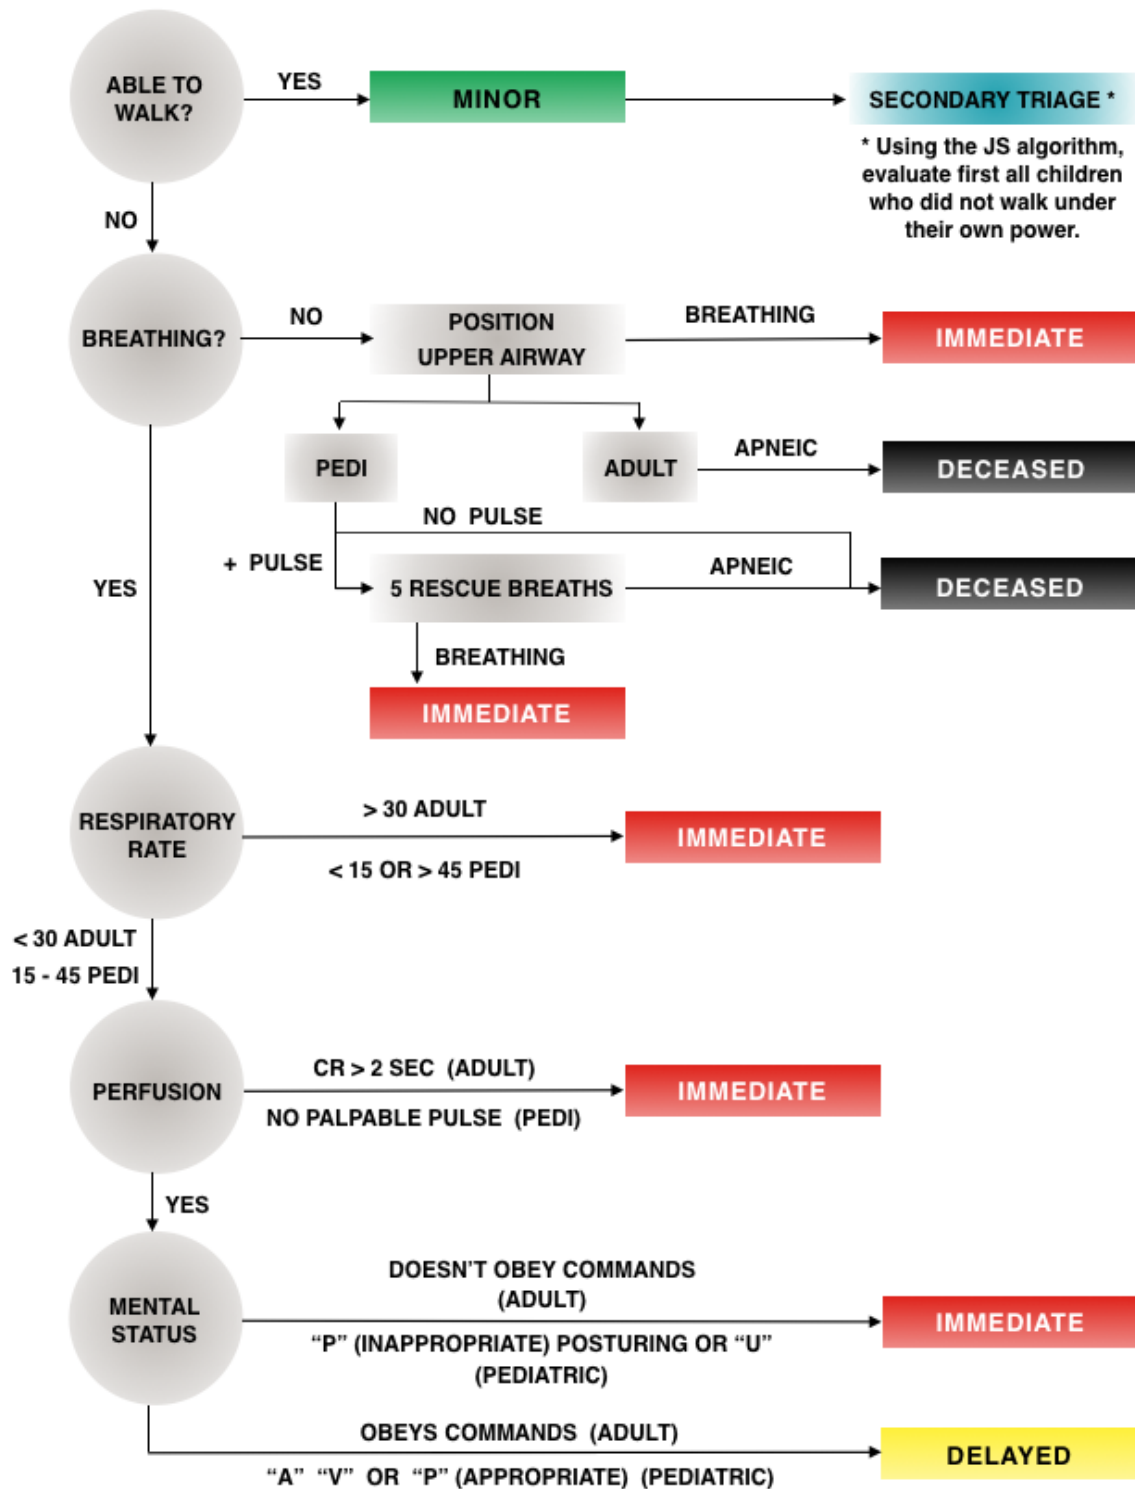 ABLE TO
WALK?
YES
MINOR
SECONDARY TRIAGE *
* Using the JS algorithm,
evaluate first all children
who did not walk under
their own power.
NO
BREATHING?
NO
POSITION
UPPER AIRWAY
BREATHING
IMMEDIATE
PEDI
ADULT
APNEIC
DECEASED
NO PULSE
+ PULSE
5 RESCUE BREATHS
APNEIC
DECEASED
YES
BREATHING
IMMEDIATE
RESPIRATORY
RATE
> 30 ADULT
< 15 OR > 45 PEDI
IMMEDIATE
< 30 ADULT
15 - 45 PEDI
PERFUSION
CR > 2 SEC (ADULT)
NO PALPABLE PULSE (PEDI)
IMMEDIATE
YES
MENTAL
STATUS
DOESN'T OBEY COMMANDS
(ADULT)
“P” (INAPPROPRIATE) POSTURING OR “U”
(PEDIATRIC)
IMMEDIATE
OBEYS COMMANDS (ADULT)
“A” “V” OR “P” (APPROPRIATE) (PEDIATRIC)
DELAYED